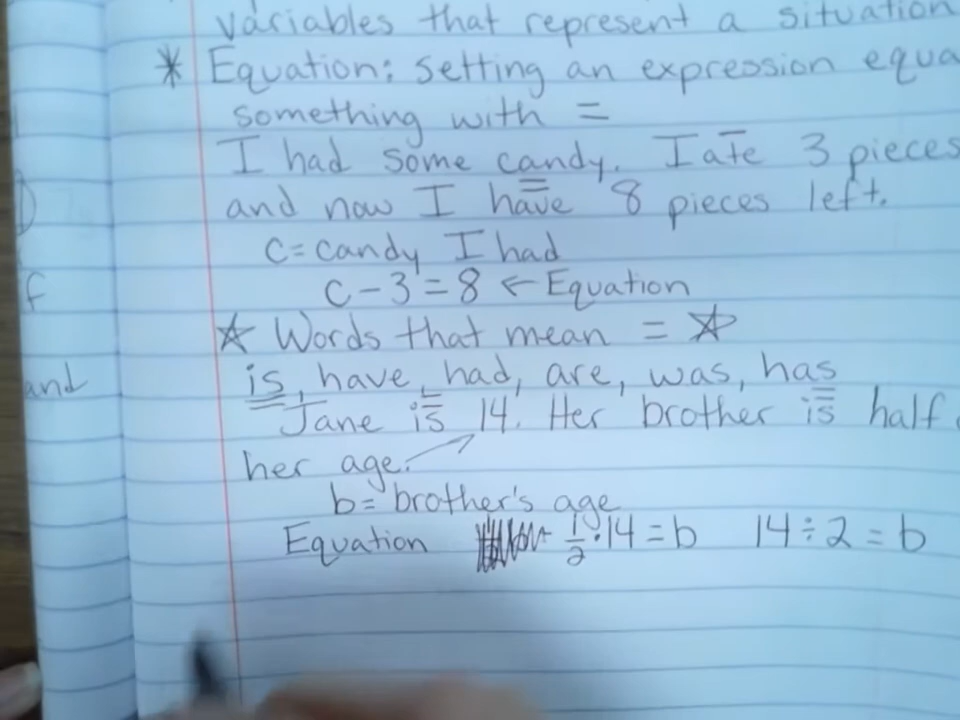 variables that represent a situation
* Equation: setting an expression equa
something with =
I had some candy. I ate 3 pieces
and now I have 8 pieces left.
c = candy I had
c - 3 = 8 ← Equation
☆ Words that mean = ☆
is, have, had, are, was, has
Jane is 14. Her brother is half
her age.
b = brother's age
Equation 1/2 · 14 = b 14 ÷ 2 = b
f
and